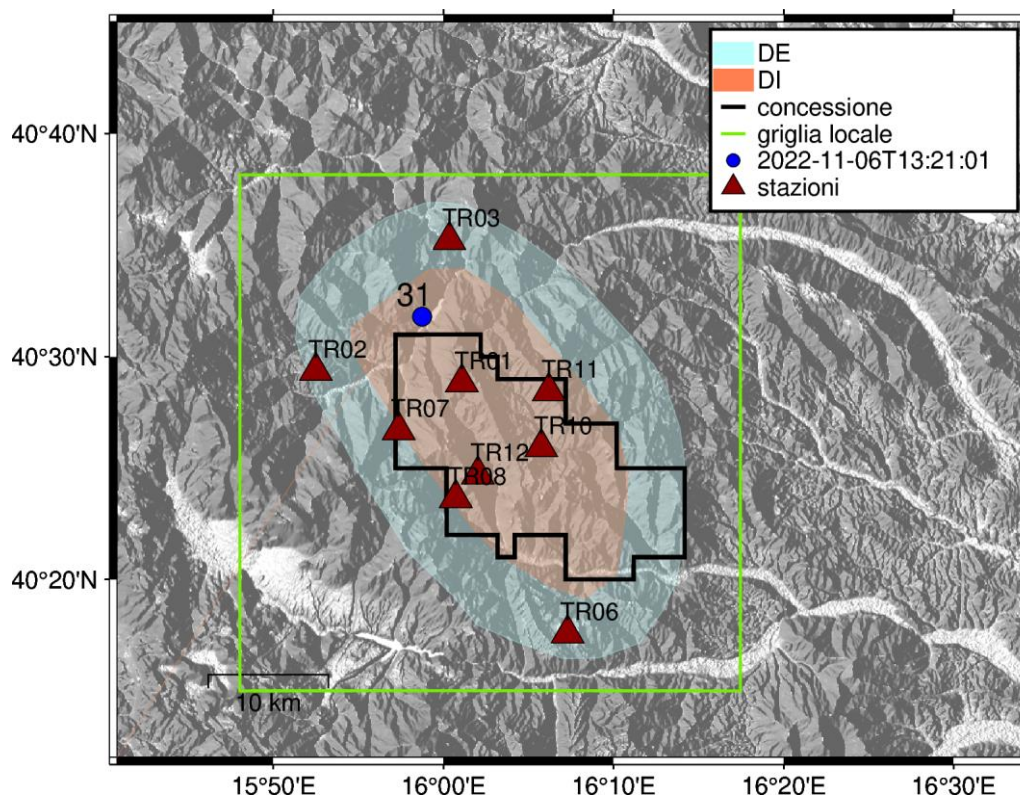 DE
DI
concessione
griglia locale
2022-11-06T13:21:01
stazioni
40°40'N
40°30'N
40°20'N
TR03
31
TR02
TR01
TR11
TR07
TR10
TR12
TR08
TR06
10 km
15°50'E
16°00'E
16°10'E
16°20'E
16°30'E